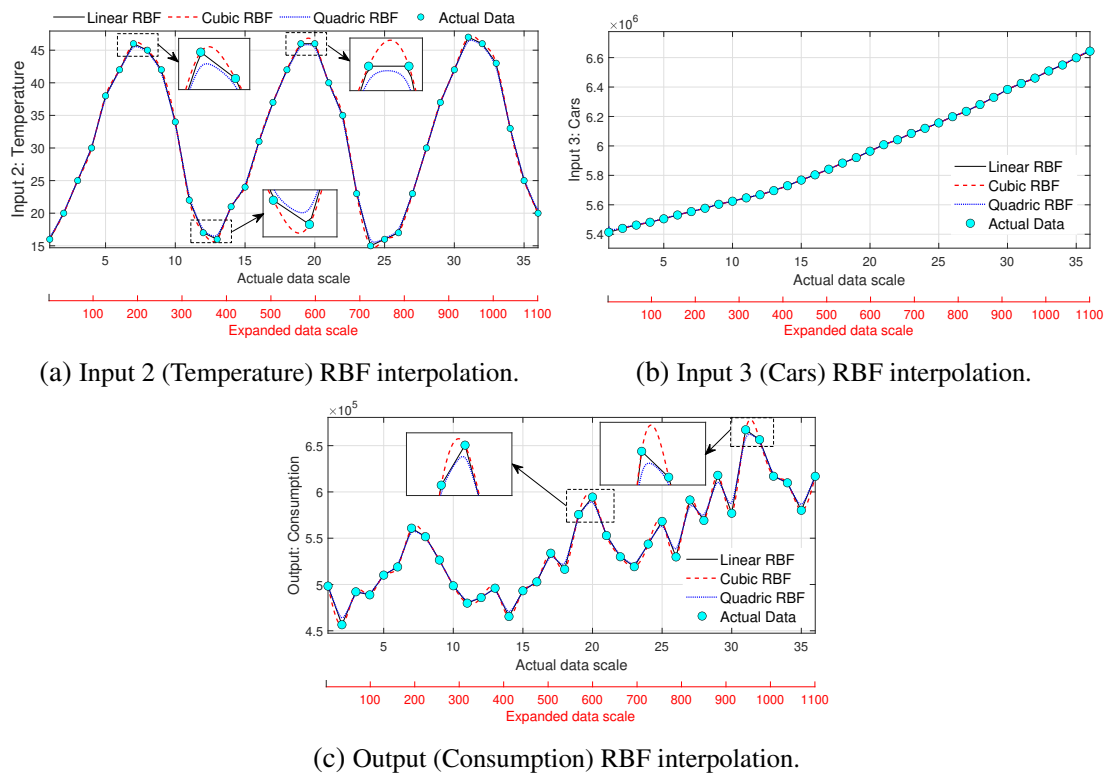 Linear RBF Cubic RBF Quadric RBF Actual Data
45
40
35
30
25
20
15
Input 2: Temperature
5 10 15 20 25 30 35
Actuale data scale
100 200 300 400 500 600 700 800 900 1000 1100
Expanded data scale
(a) Input 2 (Temperature) RBF interpolation.
×10⁶
6.6
6.4
6.2
6
5.8
5.6
5.4
Input 3: Cars
Linear RBF
Cubic RBF
Quadric RBF
Actual Data
5 10 15 20 25 30 35
Actual data scale
100 200 300 400 500 600 700 800 900 1000 1100
Expanded data scale
(b) Input 3 (Cars) RBF interpolation.
×10⁵
6.5
6
5.5
5
4.5
Output: Consumption
Linear RBF
Cubic RBF
Quadric RBF
Actual Data
5 10 15 20 25 30 35
Actual data scale
100 200 300 400 500 600 700 800 900 1000 1100
Expanded data scale
(c) Output (Consumption) RBF interpolation.